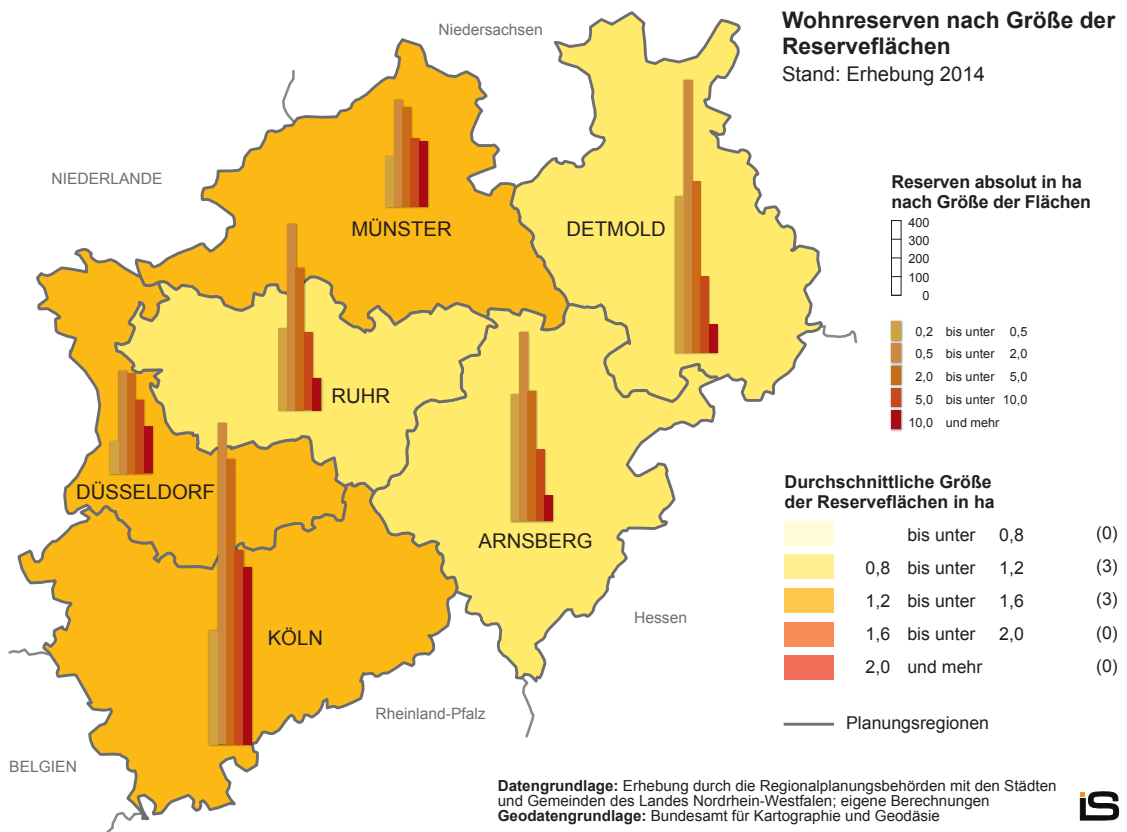 Wohnreserven nach Größe der
Reserveflächen
Stand: Erhebung 2014
Niedersachsen
NIEDERLANDE
MÜNSTER
DETMOLD
RUHR
DÜSSELDORF
ARNSBERG
KÖLN
Hessen
Rheinland-Pfalz
BELGIEN
Reserven absolut in ha
nach Größe der Flächen
400
300
200
100
0
0,2 bis unter 0,5
0,5 bis unter 2,0
2,0 bis unter 5,0
5,0 bis unter 10,0
10,0 und mehr
Durchschnittliche Größe
der Reserveflächen in ha
bis unter 0,8 (0)
0,8 bis unter 1,2 (3)
1,2 bis unter 1,6 (3)
1,6 bis unter 2,0 (0)
2,0 und mehr (0)
Planungsregionen
Datengrundlage: Erhebung durch die Regionalplanungsbehörden mit den Städten
und Gemeinden des Landes Nordrhein-Westfalen; eigene Berechnungen
Geodatengrundlage: Bundesamt für Kartographie und Geodäsie
iS